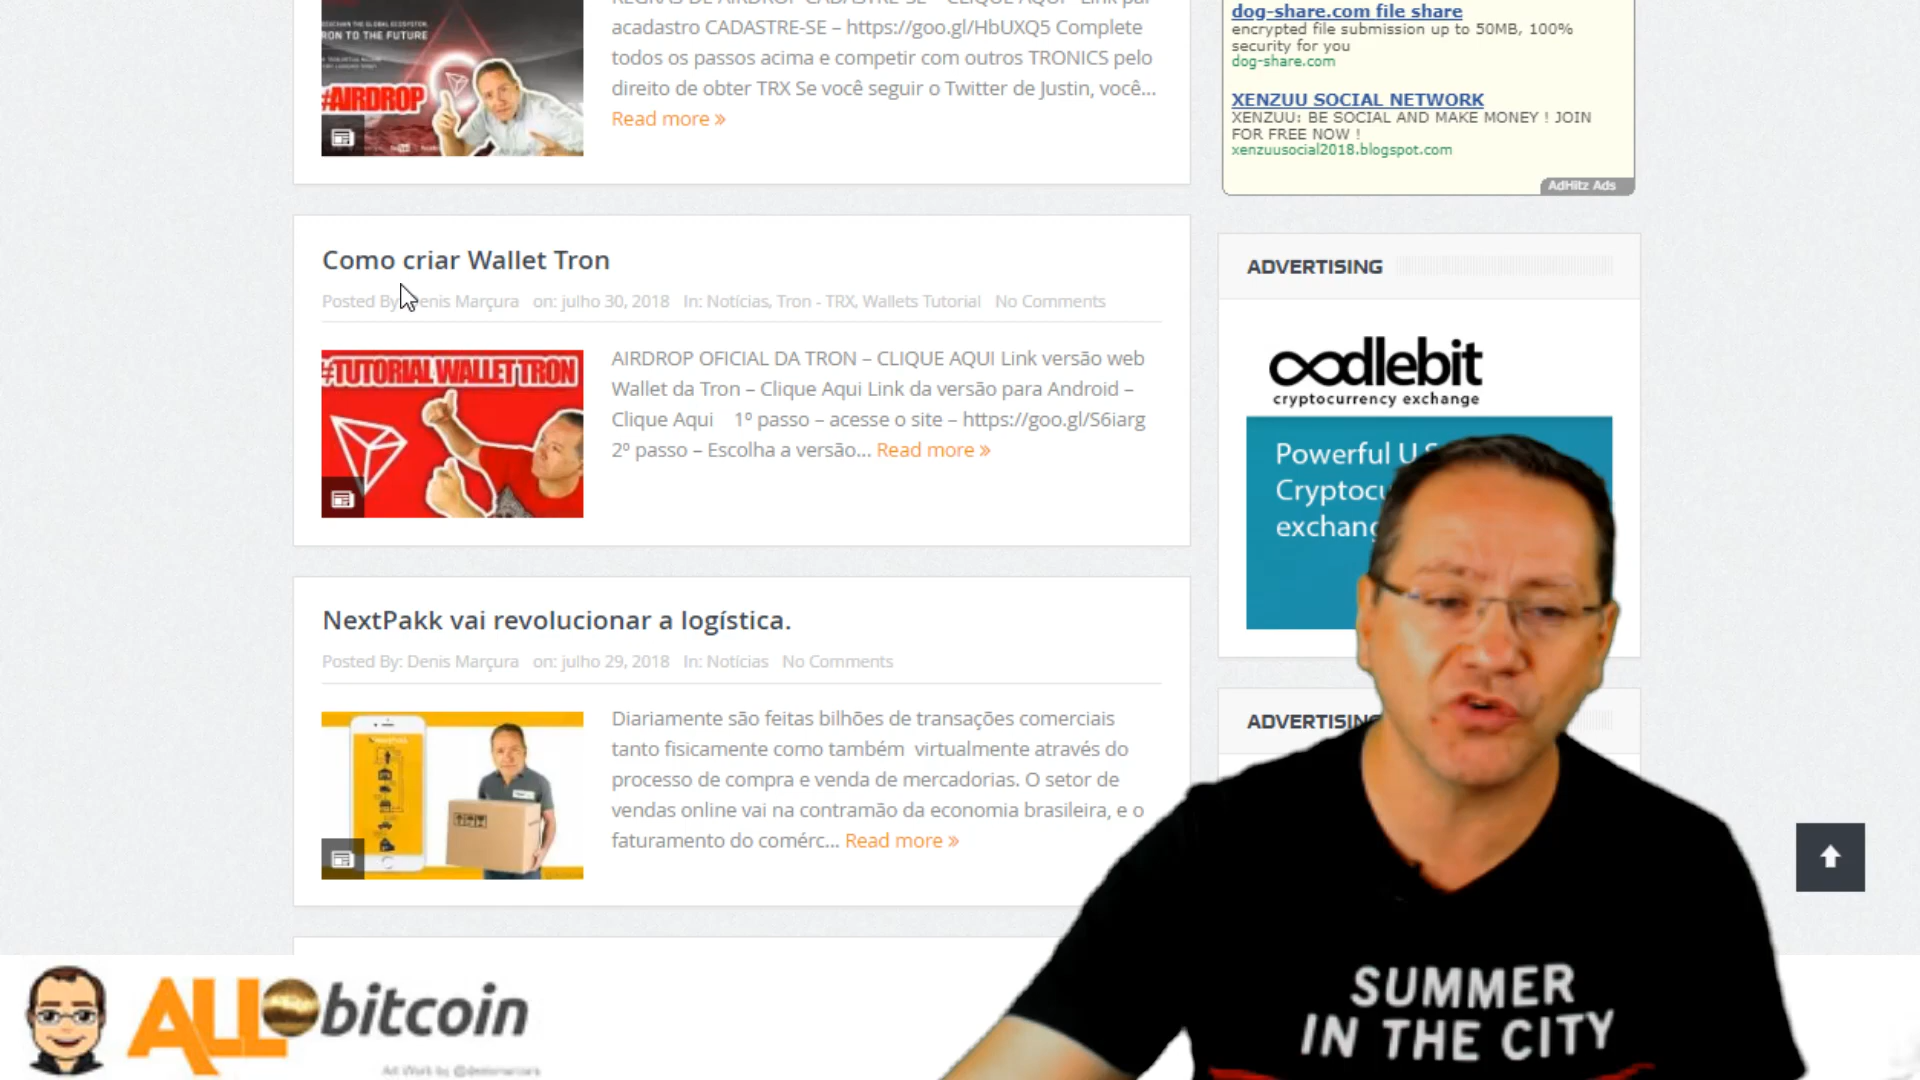 acadastro CADASTRE-SE – https://goo.gl/HbUXQ5 Complete
todos os passos acima e competir com outros TRONICS pelo
direito de obter TRX Se você seguir o Twitter de Justin, você...
Read more »
RON TO THE FUTURE
#AIRDROP
Como criar Wallet Tron
Posted By: Denis Marçura on: julho 30, 2018 In: Notícias, Tron - TRX, Wallets Tutorial No Comments
#TUTORIAL WALLET TRON
AIRDROP OFICIAL DA TRON – CLIQUE AQUI Link versão web
Wallet da Tron – Clique Aqui Link da versão para Android –
Clique Aqui 1º passo – acesse o site – https://goo.gl/S6iarg
2º passo – Escolha a versão... Read more »
NextPakk vai revolucionar a logística.
Posted By: Denis Marçura on: julho 29, 2018 In: Notícias No Comments
Diariamente são feitas bilhões de transações comerciais
tanto fisicamente como também virtualmente através do
processo de compra e venda de mercadorias. O setor de
vendas online vai na contramão da economia brasileira, e o
faturamento do comérc... Read more »
dog-share.com file share
encrypted file submission up to 50MB, 100%
security for you
dog-share.com
XENZUU SOCIAL NETWORK
XENZUU: BE SOCIAL AND MAKE MONEY ! JOIN
FOR FREE NOW !
xenzuusocial2018.blogspot.com
AdHitz Ads
ADVERTISING
oodlebit
cryptocurrency exchange
Powerful U.S
Cryptocu
exchang
ADVERTISING
SUMMER
IN THE CITY
ALL bitcoin